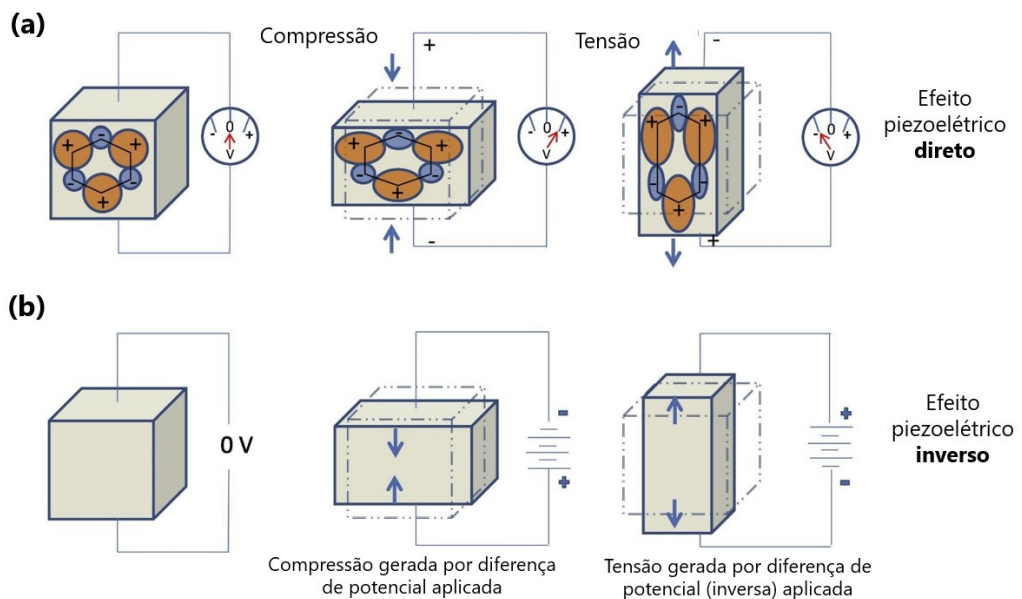 (a)
Compressão
Tensão
+
-
- 0 +
V
+ - +
- -
+
- 0 +
V
+ - +
- -
+
-
- 0 +
V
+ - +
- -
+
+
Efeito
piezoelétrico
direto
(b)
0 V
-
+
+
-
Efeito
piezoelétrico
inverso
Compressão gerada por diferença
de potencial aplicada
Tensão gerada por diferença de
potencial (inversa) aplicada